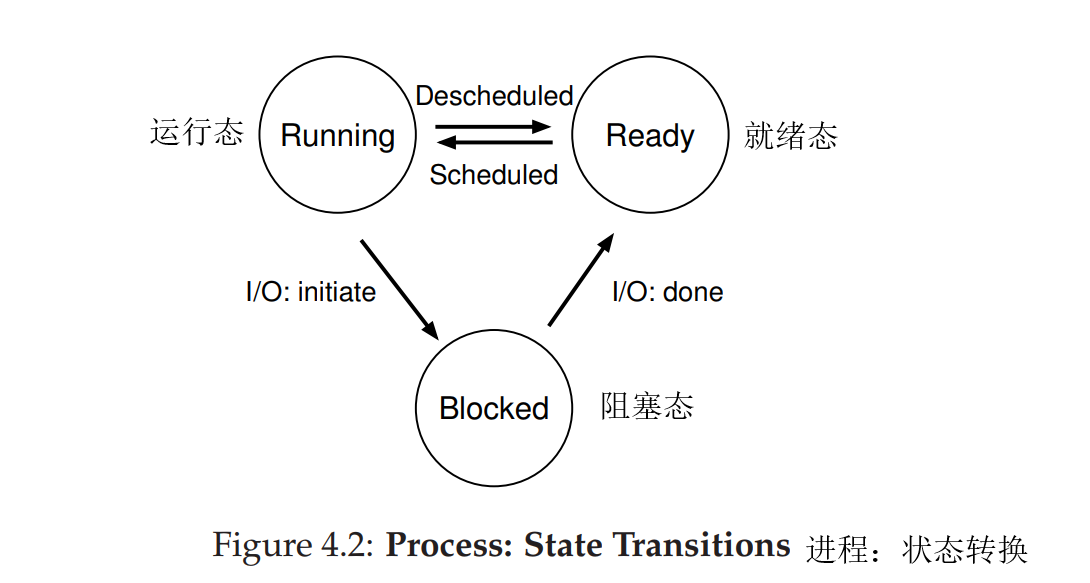 Descheduled
运行态 Running Ready 就绪态
Scheduled
I/O: initiate I/O: done
Blocked 阻塞态
Figure 4.2: Process: State Transitions 进程：状态转换